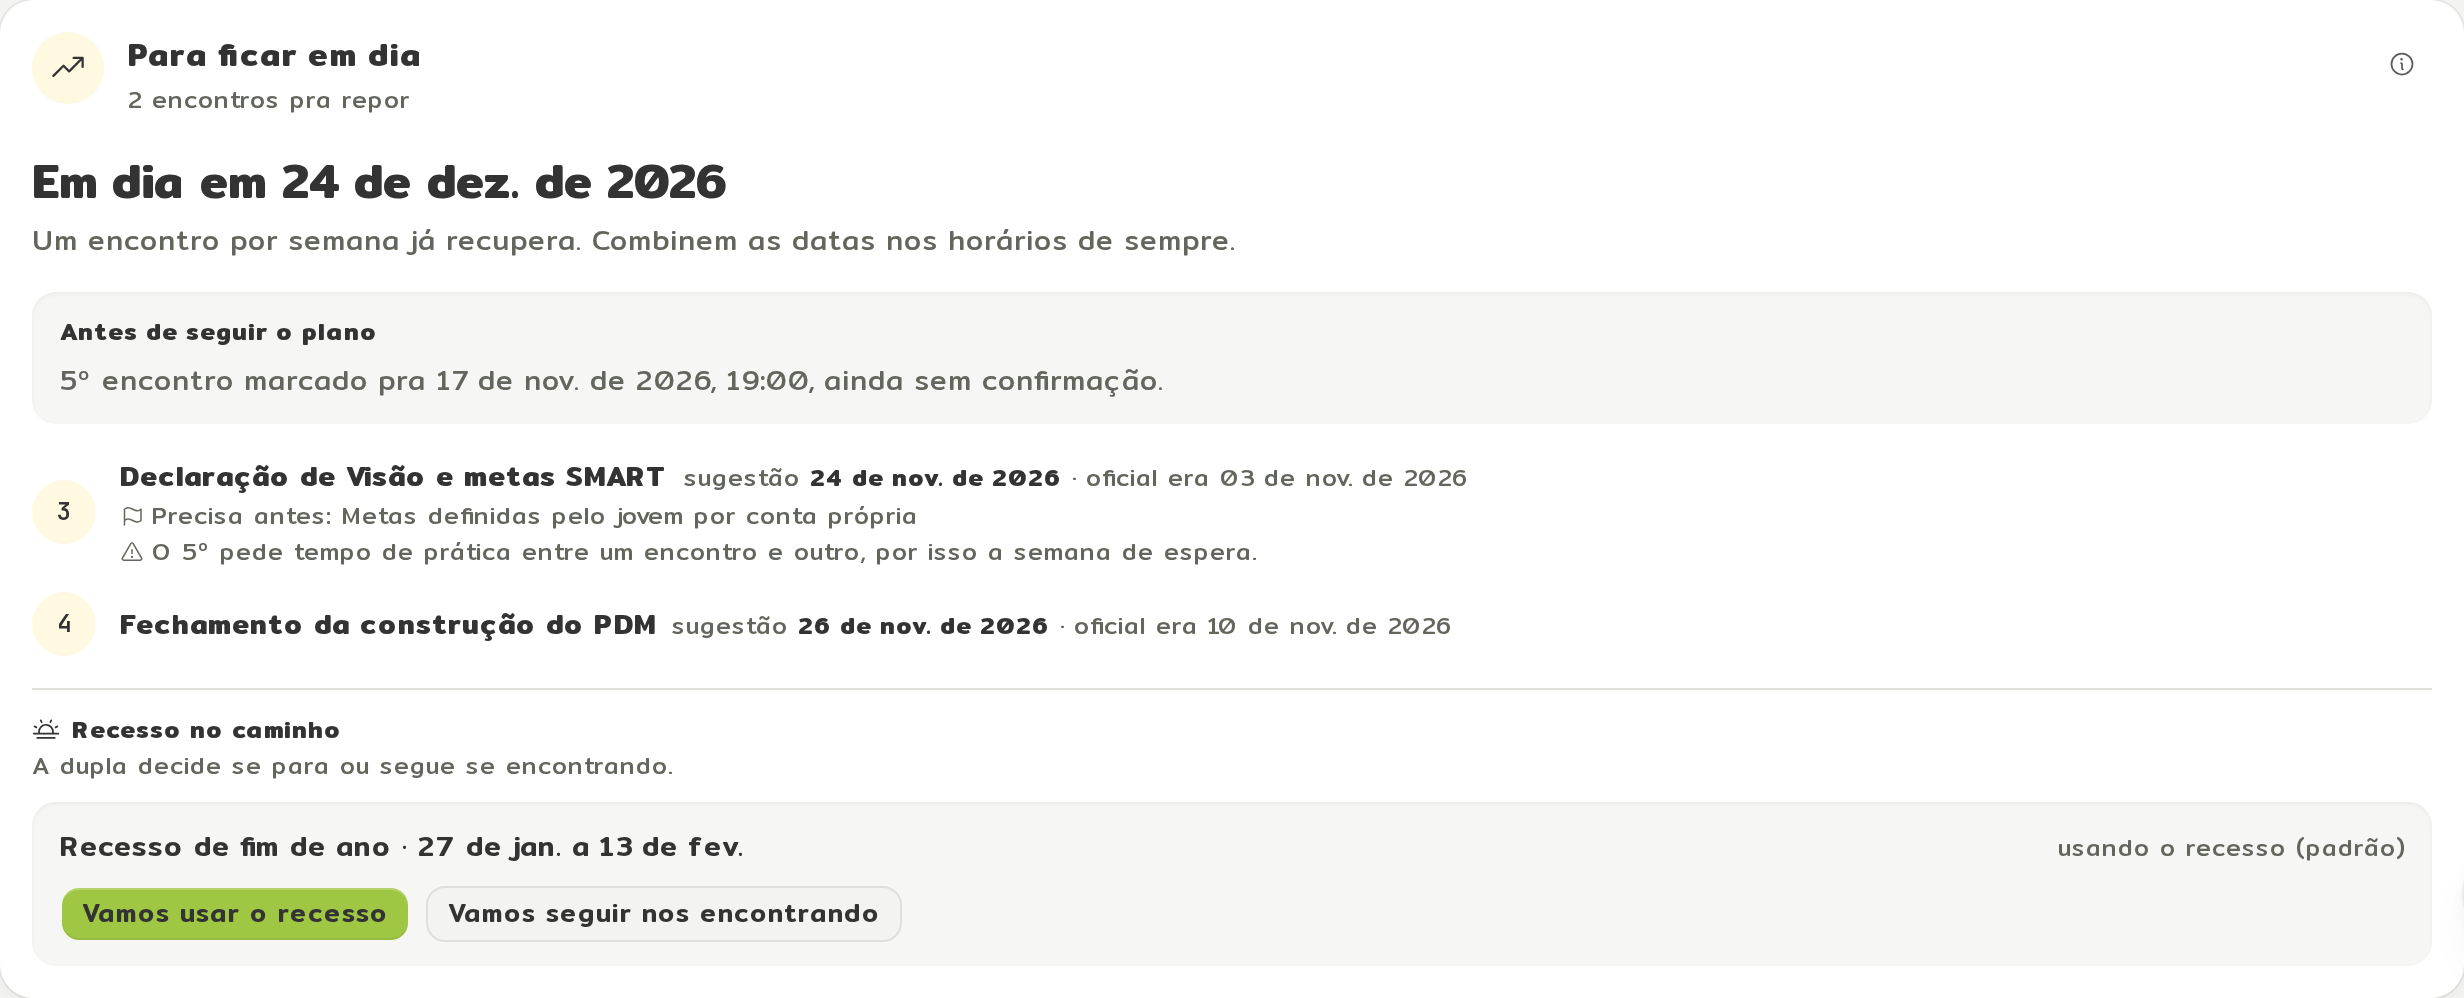 Para ficar em dia
2 encontros pra repor
Em dia em 24 de dez. de 2026
Um encontro por semana já recupera. Combinem as datas nos horários de sempre.
Antes de seguir o plano
5º encontro marcado pra 17 de nov. de 2026, 19:00, ainda sem confirmação.
3
Declaração de Visão e metas SMART sugestão 24 de nov. de 2026 · oficial era 03 de nov. de 2026
Precisa antes: Metas definidas pelo jovem por conta própria
O 5º pede tempo de prática entre um encontro e outro, por isso a semana de espera.
4 Fechamento da construção do PDM sugestão 26 de nov. de 2026 · oficial era 10 de nov. de 2026
Recesso no caminho
A dupla decide se para ou segue se encontrando.
Recesso de fim de ano · 27 de jan. a 13 de fev. usando o recesso (padrão)
Vamos usar o recesso Vamos seguir nos encontrando